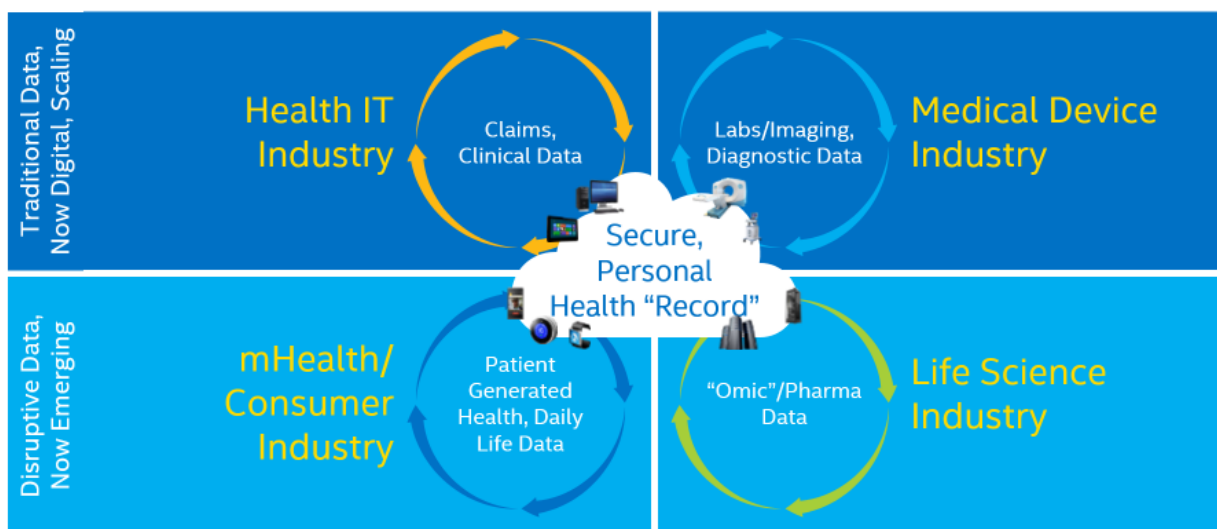 Traditional Data,
Now Digital, Scaling
Health IT
Industry
Claims,
Clinical Data
Labs/Imaging,
Diagnostic Data
Medical Device
Industry
Secure,
Personal
Health “Record”
Disruptive Data,
Now Emerging
mHealth/
Consumer
Industry
Patient
Generated
Health, Daily
Life Data
“Omic”/Pharma
Data
Life Science
Industry